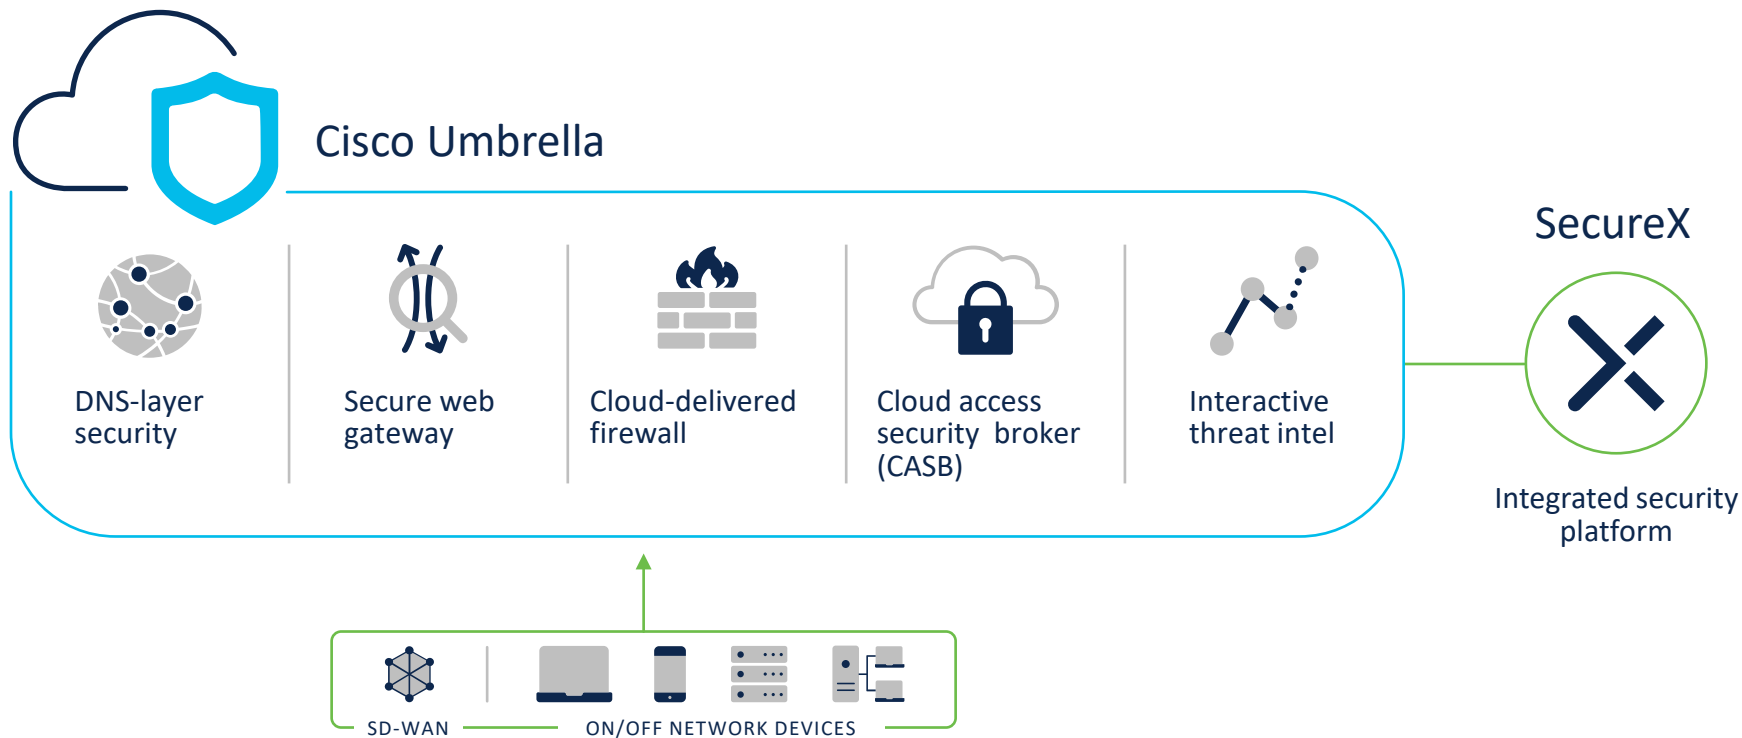 Cisco Umbrella
SecureX
DNS-layer
security
Secure web
gateway
Cloud-delivered
firewall
Cloud access
security broker
(CASB)
Interactive
threat intel
Integrated security
platform
SD-WAN
ON/OFF NETWORK DEVICES